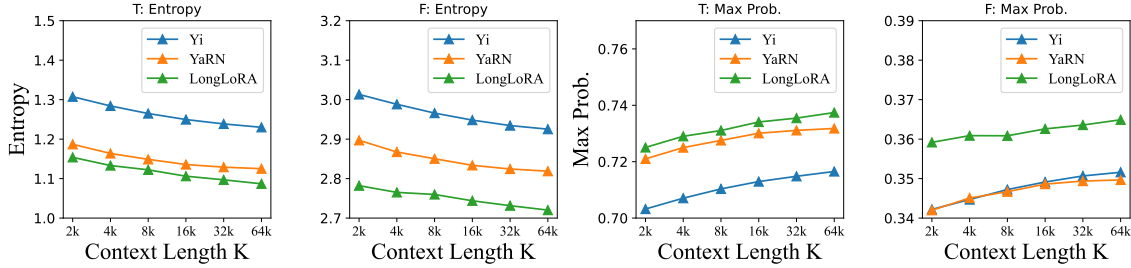 T: Entropy
Entropy
1.5
1.4
1.3
1.2
1.1
1.0
Yi
YaRN
LongLoRA
2k 4k 8k 16k 32k 64k
Context Length K
F: Entropy
3.2
3.1
3.0
2.9
2.8
2.7
Yi
YaRN
LongLoRA
2k 4k 8k 16k 32k 64k
Context Length K
T: Max Prob.
Max Prob.
0.76
0.74
0.72
0.70
Yi
YaRN
LongLoRA
2k 4k 8k 16k 32k 64k
Context Length K
F: Max Prob.
0.39
0.38
0.37
0.36
0.35
0.34
Yi
YaRN
LongLoRA
2k 4k 8k 16k 32k 64k
Context Length K